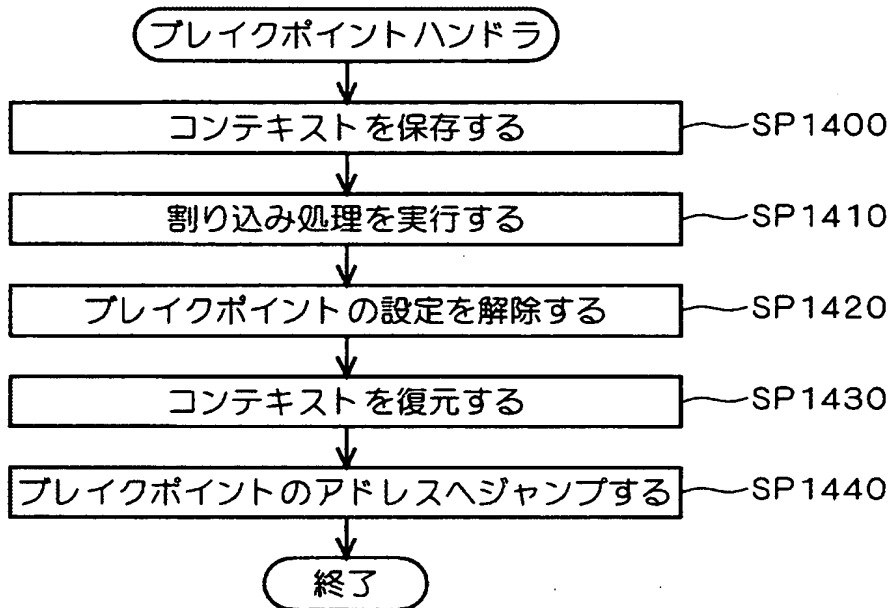 ブレイクポイントハンドラ
コンテキストを保存する SP1400
割り込み処理を実行する SP1410
ブレイクポイントの設定を解除する SP1420
コンテキストを復元する SP1430
ブレイクポイントのアドレスへジャンプする SP1440
終了